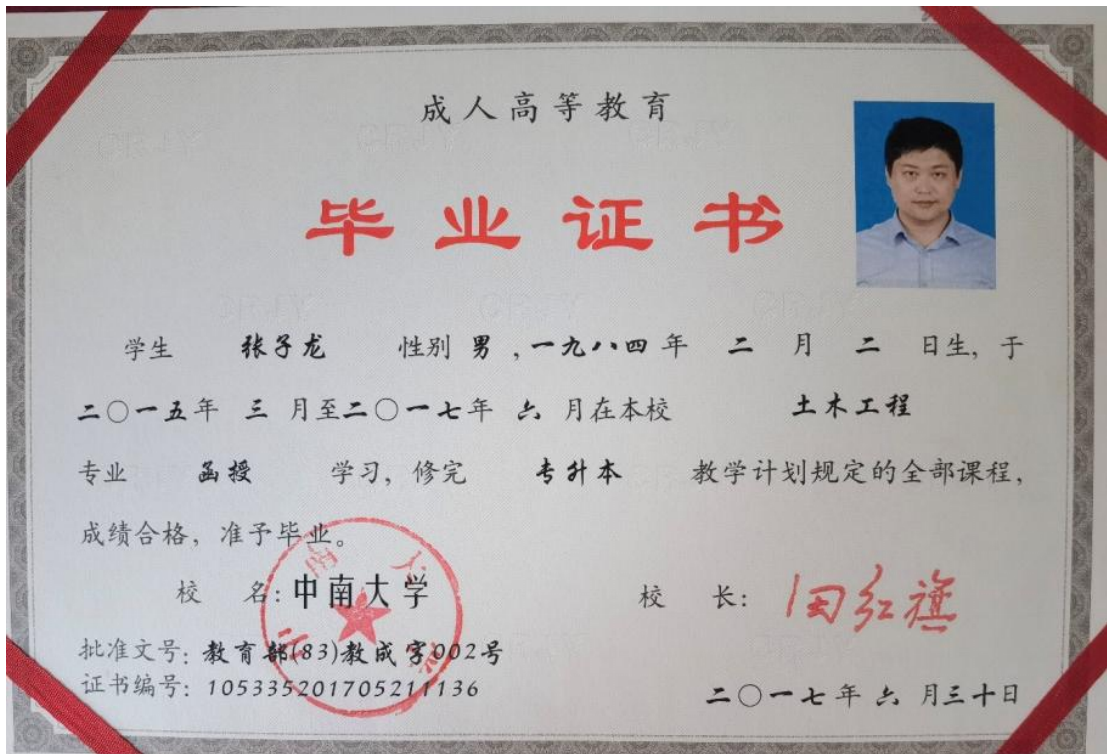 成人高等教育
毕业证书
学生 张子龙 性别 男 ,一九八四 年 二 月 二 日生, 于
二〇一五年 三 月至二〇一七年 六 月在本校 土木工程
专业 函授 学习, 修完 专升本 教学计划规定的全部课程,
成绩合格, 准予毕业。
校 名: 中南大学 校 长: 田红旗
批准文号: 教育部(83)教成字002号
证书编号: 105335201705211136
二〇一七年 六 月三十日